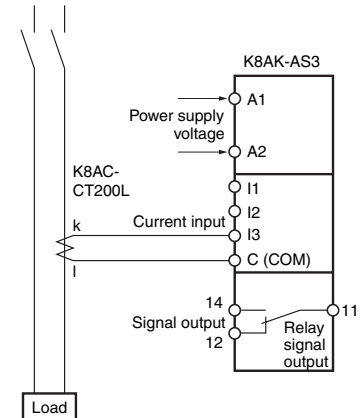 K8AK-AS3
A1
Power supply
voltage
A2
K8AC-
CT200L
I1
I2
k
Current input
I3
C (COM)
l
14
11
Signal output
Relay
signal
output
12
Load